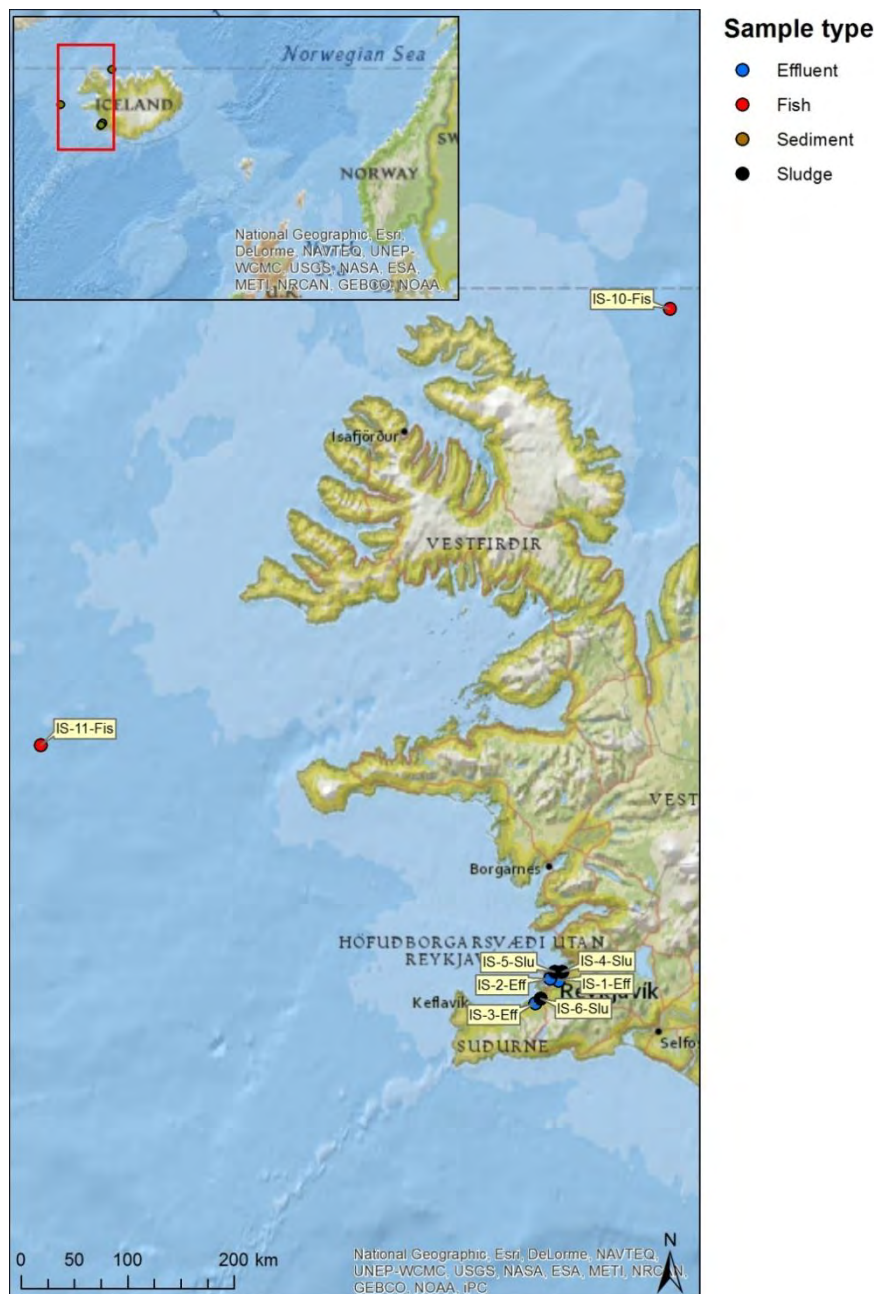 Norwegian Sea
ICELAND
NORWAY
SW
National Geographic, Esri,
DeLorme, NAVTEQ, UNEP-
WCMC, USGS, NASA, ESA,
METI, NRCAN, GEBCO, NOAA,
Sample type
Effluent
Fish
Sediment
Sludge
IS-10-Fis
Ísafjörður
VESTFIRÐIR
IS-11-Fis
VEST
Borgarnes
HÖFUÐBORGARSVÆÐI UTAN
REYKJAV
IS-5-Slu
IS-4-Slu
IS-2-Eff
IS-1-Eff
Reykjavík
Keflavík
IS-3-Eff
IS-6-Slu
SUÐURNE
Selfo
N
0 50 100 200 km
National Geographic, Esri, DeLorme, NAVTEQ,
UNEP-WCMC, USGS, NASA, ESA, METI, NRCAN,
GEBCO, NOAA, iPC